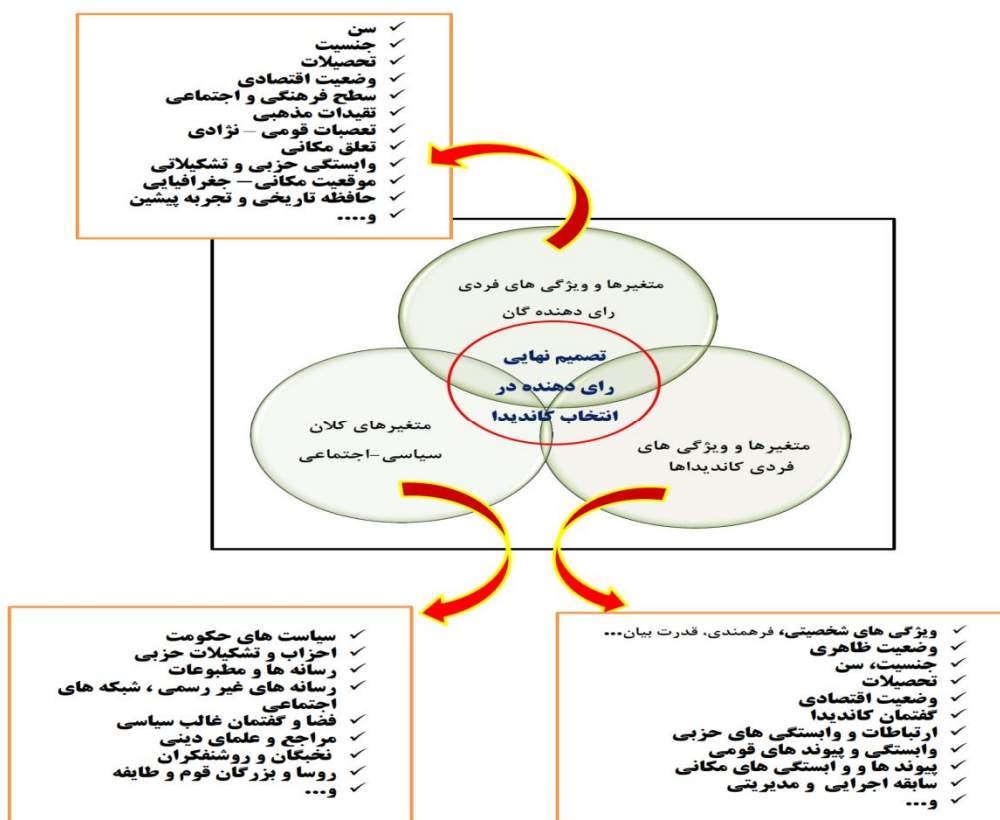 ✓ سن
✓ جنسیت
✓ تحصیلات
✓ وضعیت اقتصادی
✓ سطح فرهنگی و اجتماعی
✓ تقیدات مذهبی
✓ تعصبات قومی – نژادی
✓ تعلق مکانی
✓ وابستگی حزبی و تشکیلاتی
✓ موقعیت مکانی – جغرافیایی
✓ حافظه تاریخی و تجربه پیشین
✓ و....
متغیرها و ویژگی های فردی
رای دهنده گان
تصمیم نهایی
رای دهنده در
انتخاب کاندیدا
متغیرها و ویژگی های
فردی کاندیداها
متغیرهای کلان
سیاسی-اجتماعی
✓ ویژگی های شخصیتی، فرهمندی، قدرت بیان...
✓ وضعیت ظاهری
✓ جنسیت، سن
✓ تحصیلات
✓ وضعیت اقتصادی
✓ گفتمان کاندیدا
✓ ارتباطات و وابستگی های حزبی
✓ وابستگی و پیوند های قومی
✓ پیوند ها و و ابستگی های مکانی
✓ سابقه اجرایی و مدیریتی
✓ و...
✓ سیاست های حکومت
✓ احزاب و تشکیلات حزبی
✓ رسانه ها و مطبوعات
✓ رسانه های غیر رسمی ، شبکه های
اجتماعی
✓ فضا و گفتمان غالب سیاسی
✓ مراجع و علمای دینی
✓ نخبگان و روشنفکران
✓ روسا و بزرگان قوم و طایفه
✓ و...